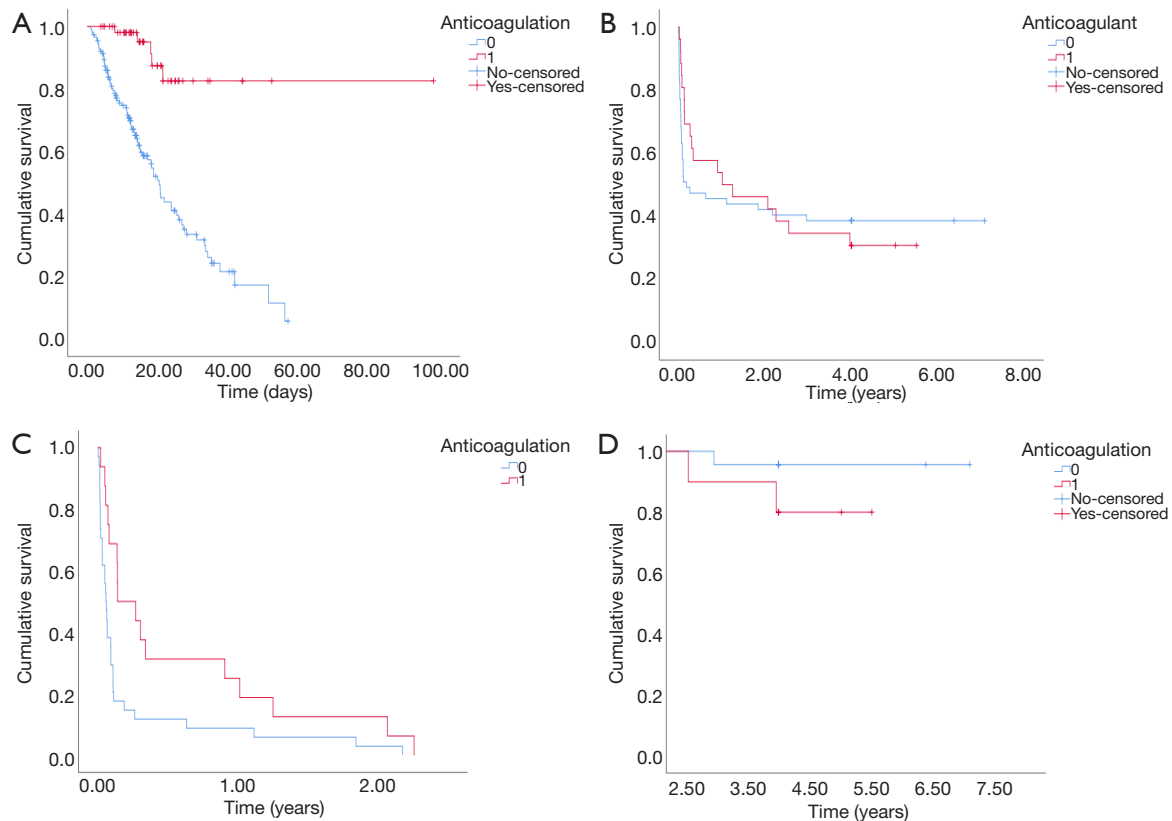 A
Anticoagulation
0
1
No-censored
Yes-censored
Cumulative survival
1.0
0.8
0.6
0.4
0.2
0.0
0.00 20.00 40.00 60.00 80.00 100.00
Time (days)
B
Anticoagulant
0
1
No-censored
Yes-censored
Cumulative survival
1.0
0.8
0.6
0.4
0.2
0.0
0.00 2.00 4.00 6.00 8.00
Time (years)
C
Anticoagulation
0
1
Cumulative survival
1.0
0.8
0.6
0.4
0.2
0.0
0.00 1.00 2.00
Time (years)
D
Anticoagulation
0
1
No-censored
Yes-censored
Cumulative survival
1.0
0.8
0.6
0.4
0.2
0.0
2.50 3.50 4.50 5.50 7.50
Time (years)